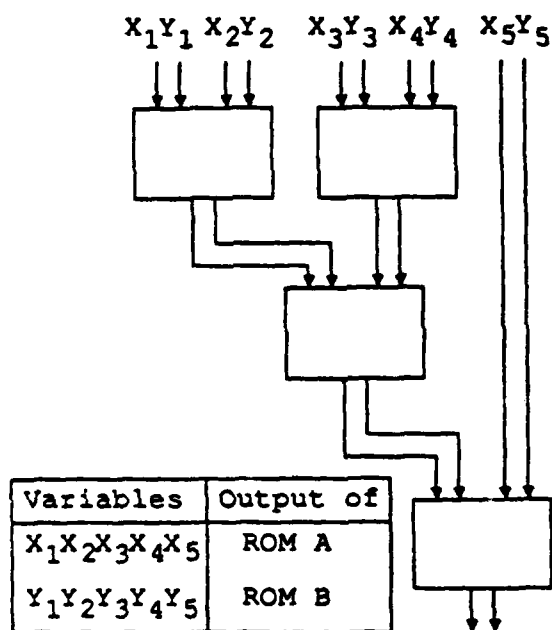 X₁Y₁ X₂Y₂ X₃Y₃ X₄Y₄ X₅Y₅
Variables Output of
X₁X₂X₃X₄X₅ ROM A
Y₁Y₂Y₃Y₄Y₅ ROM B